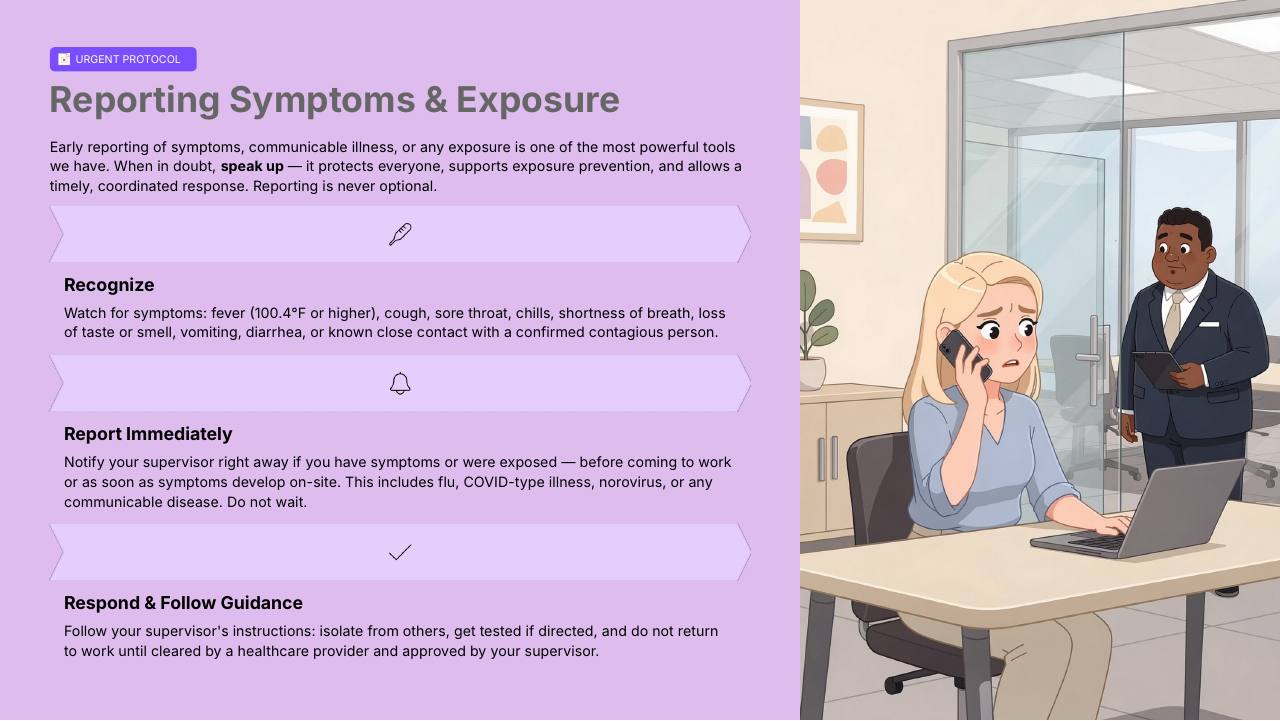 URGENT PROTOCOL
Reporting Symptoms & Exposure
Early reporting of symptoms, communicable illness, or any exposure is one of the most powerful tools
we have. When in doubt, speak up — it protects everyone, supports exposure prevention, and allows a
timely, coordinated response. Reporting is never optional.
Recognize
Watch for symptoms: fever (100.4°F or higher), cough, sore throat, chills, shortness of breath, loss
of taste or smell, vomiting, diarrhea, or known close contact with a confirmed contagious person.
Report Immediately
Notify your supervisor right away if you have symptoms or were exposed — before coming to work
or as soon as symptoms develop on-site. This includes flu, COVID-type illness, norovirus, or any
communicable disease. Do not wait.
Respond & Follow Guidance
Follow your supervisor's instructions: isolate from others, get tested if directed, and do not return
to work until cleared by a healthcare provider and approved by your supervisor.